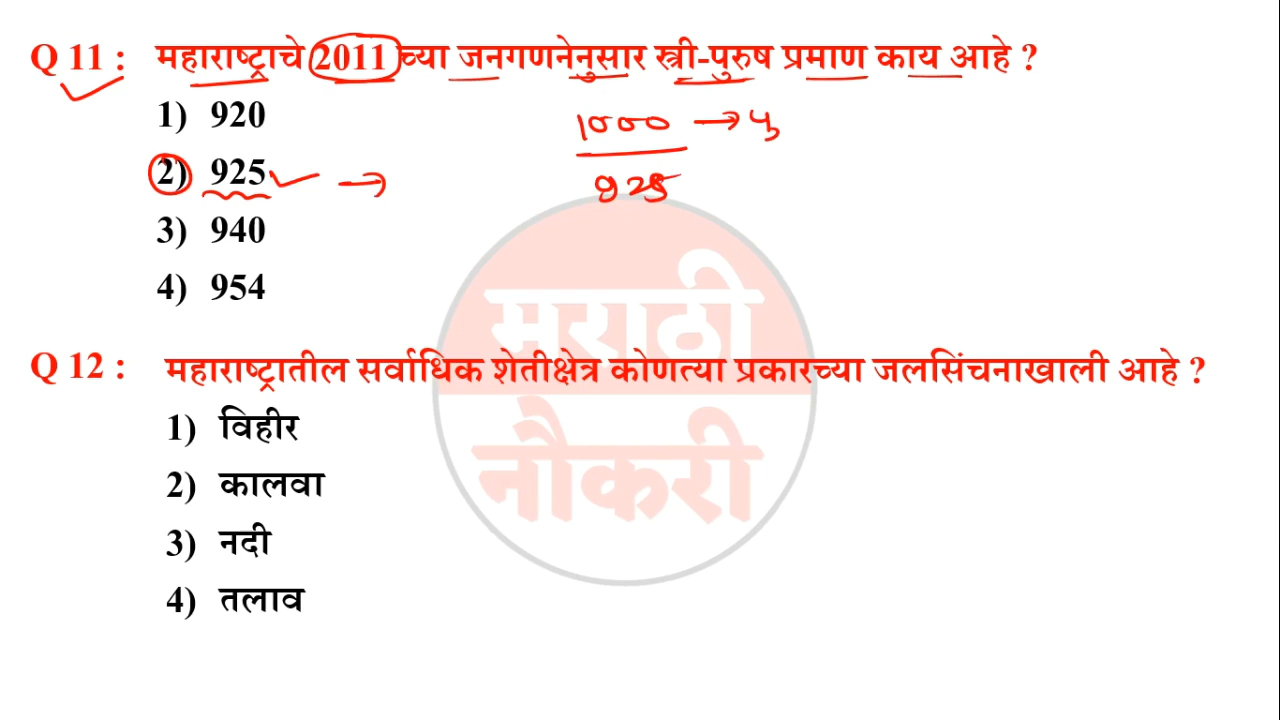 Q 11 : महाराष्ट्राचे 2011 च्या जनगणनेनुसार स्त्री-पुरुष प्रमाण काय आहे ?
1) 920
1000 → पु
2) 925 →
925
3) 940
4) 954
मराठी
नौकरी
Q 12 : महाराष्ट्रातील सर्वाधिक शेतीक्षेत्र कोणत्या प्रकारच्या जलसिंचनाखाली आहे ?
1) विहीर
2) कालवा
3) नदी
4) तलाव